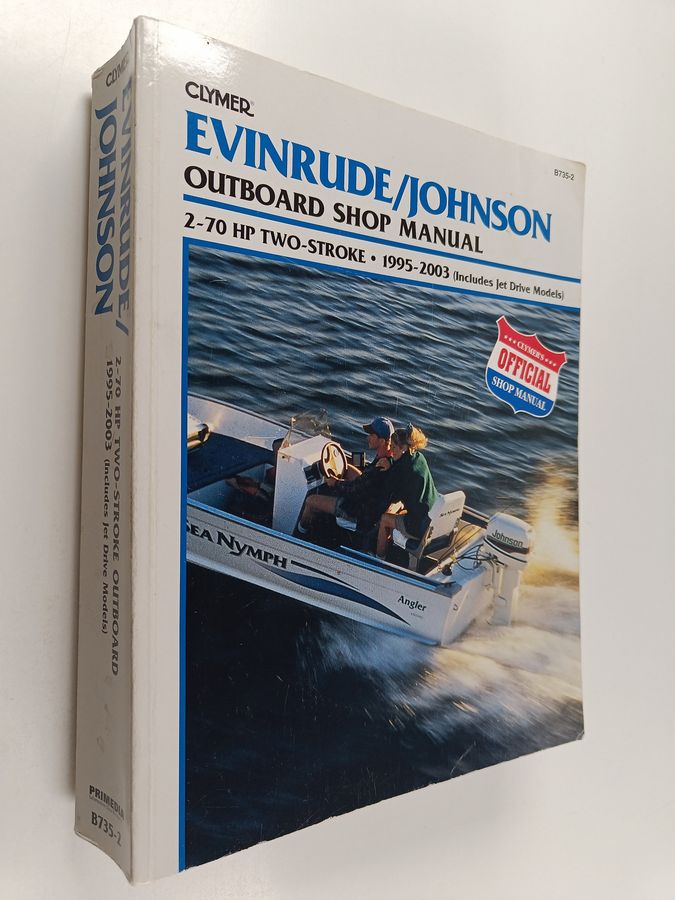 CLYMER®
EVINRUDE/JOHNSON
OUTBOARD SHOP MANUAL
2-70 HP TWO-STROKE • 1995-2003 (Includes Jet Drive Models)
B735-2
CLYMER'S
OFFICIAL
SHOP MANUAL
SEA NYMPH
SEA NYMPH
Angler
Johnson
CLYMER
EVINRUDE/
JOHNSON
2-70 HP TWO-STROKE OUTBOARD
1995-2003 (Includes Jet Drive Models)
PRIMEDIA
B735-2